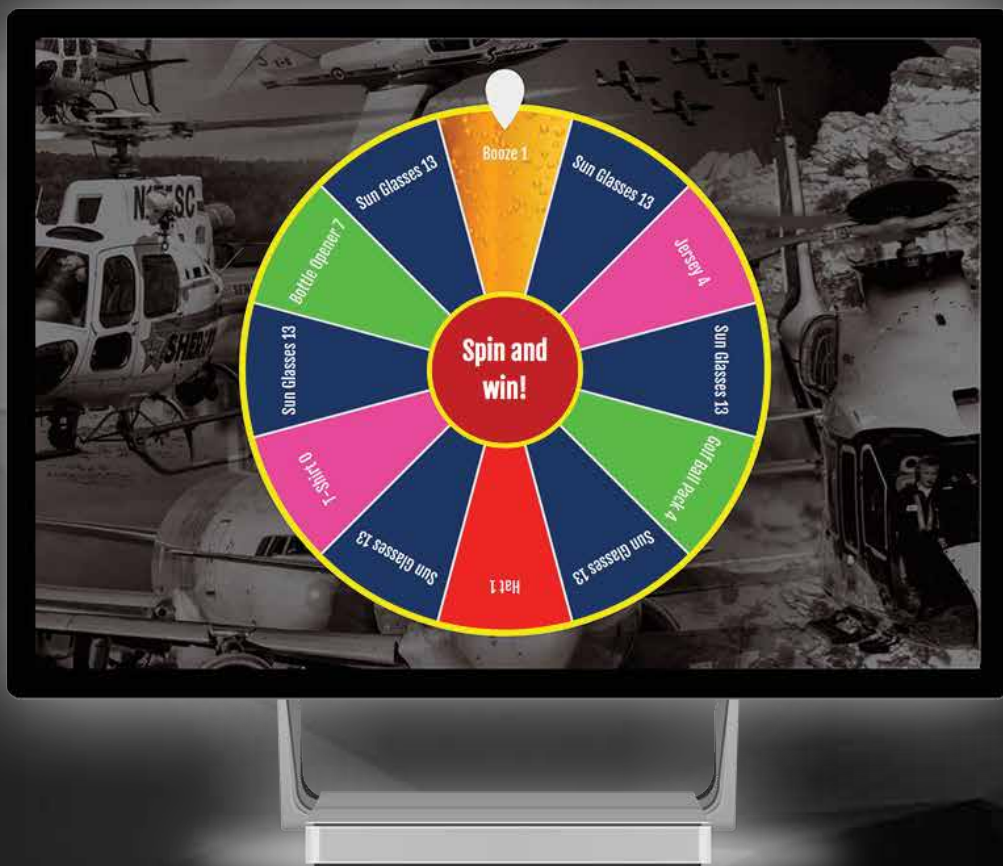 Booze 1
Sun Glasses 13
Jersey 4
Sun Glasses 13
Golf Ball Pack 4
Sun Glasses 13
Hat 1
Sun Glasses 13
T-Shirt 0
Sun Glasses 13
Bottle Opener 7
Sun Glasses 13
Spin and
win!
SHERIFF